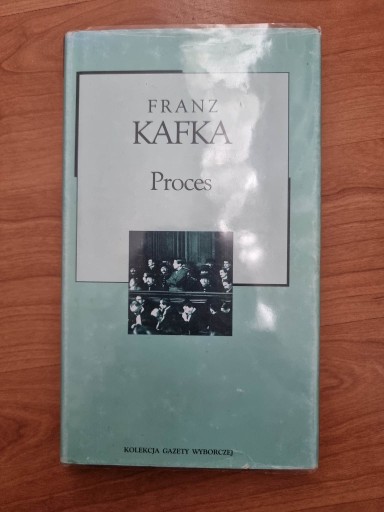 FRANZ
KAFKA
Proces
KOLEKCJA GAZETY WYBORCZEJ